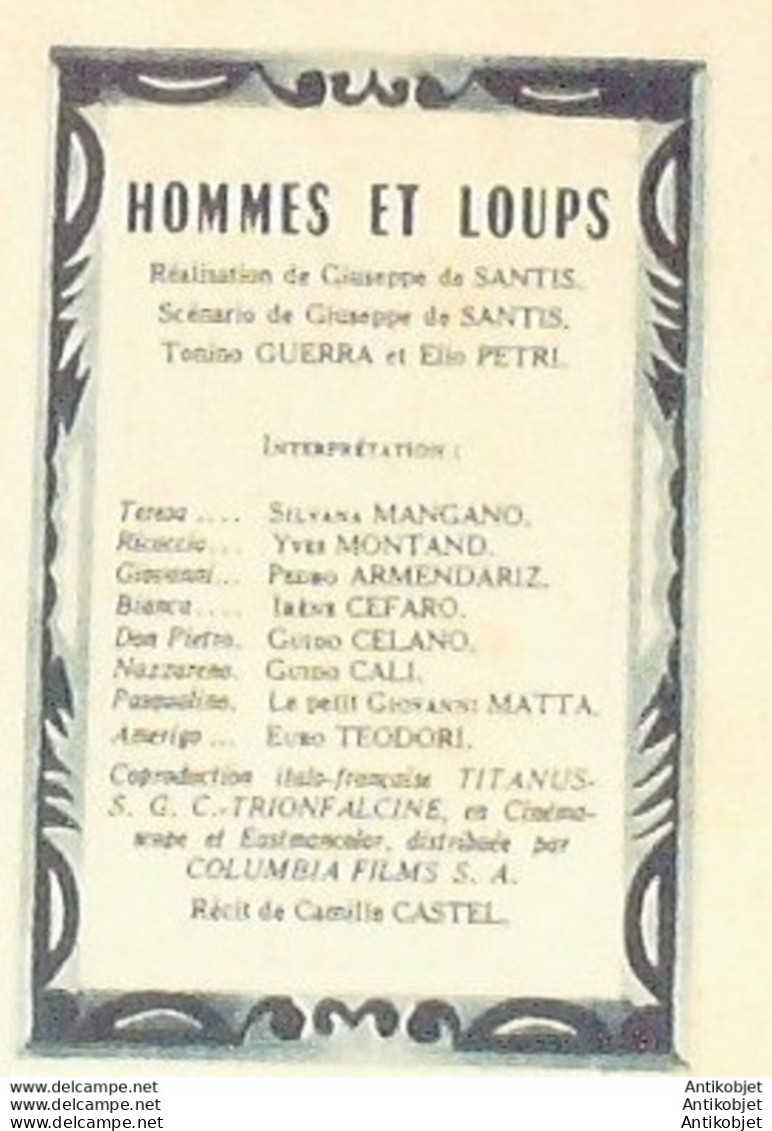 HOMMES ET LOUPS
Réalisation de Giuseppe de SANTIS.
Scénario de Giuseppe de SANTIS,
Tonino GUERRA et Elio PETRI.
INTERPRÉTATION :
Teresa .... SILVANA MANGANO.
Ricuccio... YVES MONTAND.
Giovanni... PEDRO ARMENDARIZ.
Bianca..... IRÈNE CEFARO.
Don Pietro. GUIDO CELANO.
Nazzareno. GUIDO CALI.
Pasqualino. Le petit GIOVANNI MATTA.
Amerigo ... EURO TEODORI.
Coproduction italo-française TITANUS-
S. G. C.-TRIONFALCINE, en Cinéma-
scope et Eastmancolor, distribuée par
COLUMBIA FILMS S. A.
Récit de Camille CASTEL.
www.delcampe.net
www.delcampe.net
www.delcampe.net
Antikobjet
Antikobjet
Antikobjet